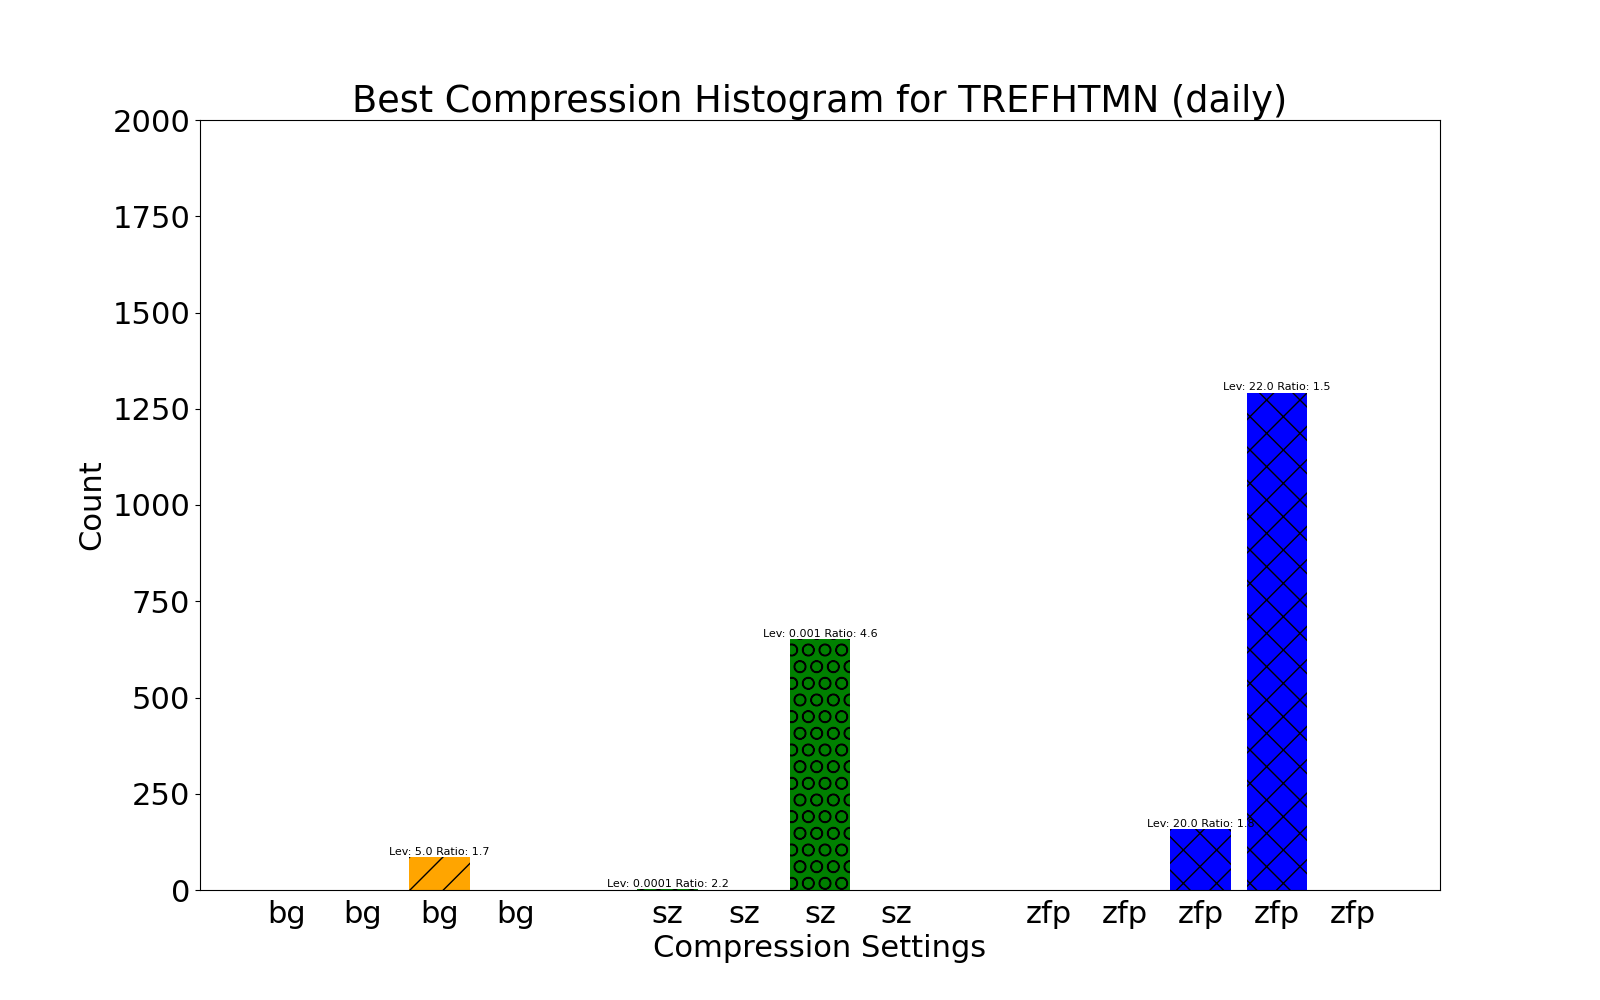 Best Compression Histogram for TREFHTMN (daily)
2000
1750
1500
1250
1000
750
500
250
0
Count
Lev: 5.0 Ratio: 1.7
Lev: 0.0001 Ratio: 2.2
Lev: 0.001 Ratio: 4.6
Lev: 20.0 Ratio:
Lev: 22.0 Ratio: 1.5
bg bg bg bg sz sz sz sz zfp zfp zfp zfp zfp
Compression Settings